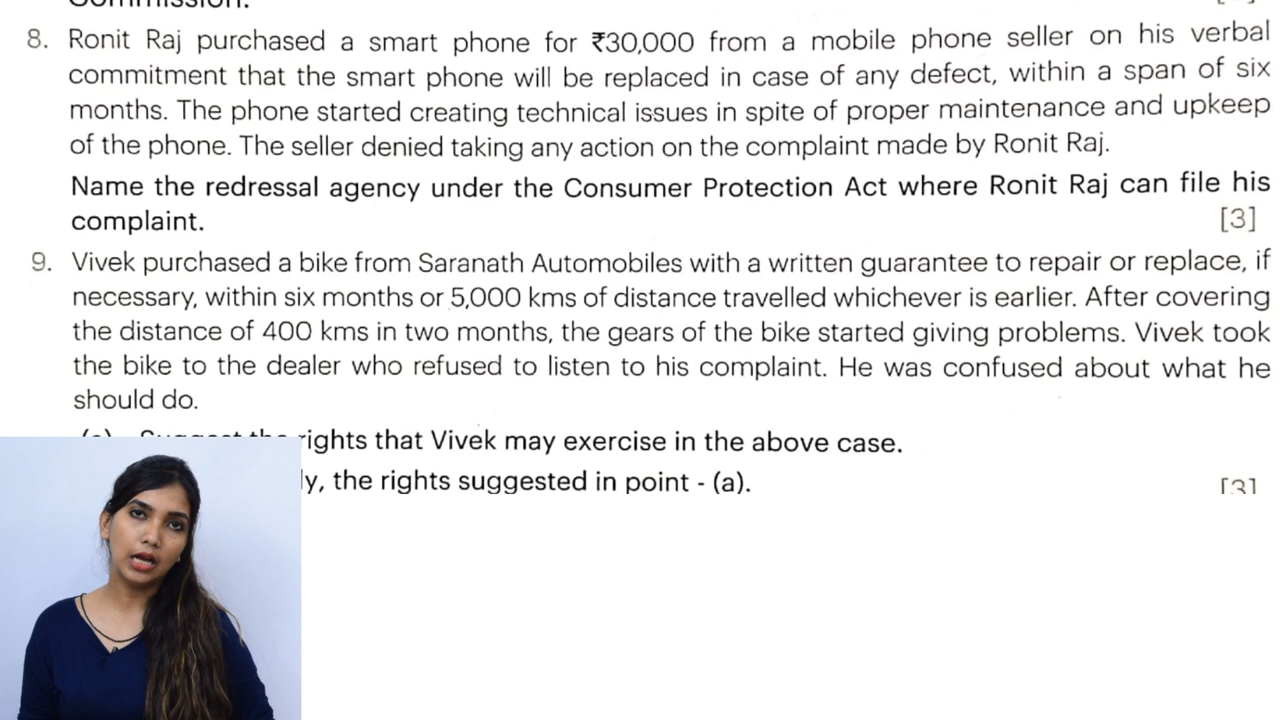 8. Ronit Raj purchased a smart phone for ₹30,000 from a mobile phone seller on his verbal
commitment that the smart phone will be replaced in case of any defect, within a span of six
months. The phone started creating technical issues in spite of proper maintenance and upkeep
of the phone. The seller denied taking any action on the complaint made by Ronit Raj.
Name the redressal agency under the Consumer Protection Act where Ronit Raj can file his
complaint. [3]
9. Vivek purchased a bike from Saranath Automobiles with a written guarantee to repair or replace, if
necessary, within six months or 5,000 kms of distance travelled whichever is earlier. After covering
the distance of 400 kms in two months, the gears of the bike started giving problems. Vivek took
the bike to the dealer who refused to listen to his complaint. He was confused about what he
should do.
rights that Vivek may exercise in the above case.
the rights suggested in point - (a). [3]